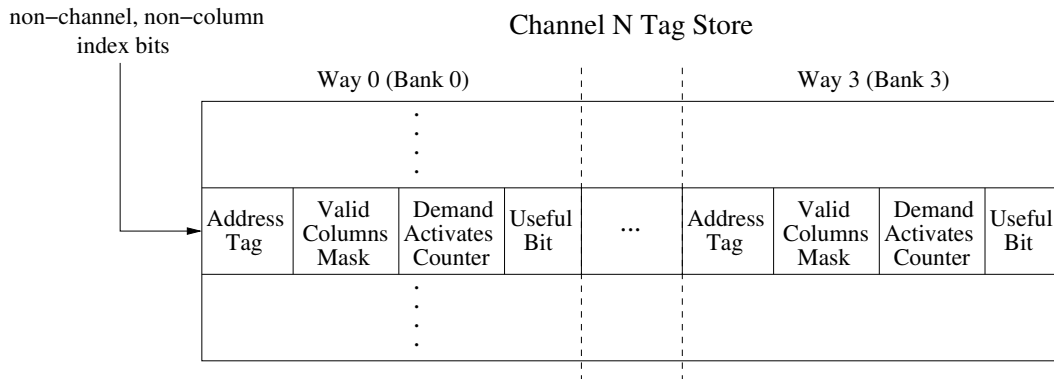 non−channel, non−column
index bits
Channel N Tag Store
Way 0 (Bank 0)
Way 3 (Bank 3)
Address Tag
Valid Columns Mask
Demand Activates Counter
Useful Bit
...
Address Tag
Valid Columns Mask
Demand Activates Counter
Useful Bit